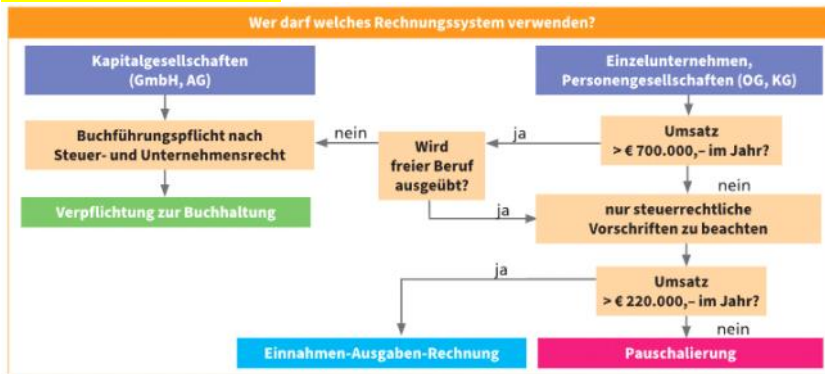 Wer darf welches Rechnungssystem verwenden?
Kapitalgesellschaften
(GmbH, AG)
Einzelunternehmen,
Personengesellschaften (OG, KG)
Buchführungspflicht nach
Steuer- und Unternehmensrecht
nein
Wird
freier Beruf
ausgeübt?
ja
Umsatz
> € 700.000,– im Jahr?
nein
Verpflichtung zur Buchhaltung
ja
nur steuerrechtliche
Vorschriften zu beachten
ja
Umsatz
> € 220.000,– im Jahr?
nein
Einnahmen-Ausgaben-Rechnung
Pauschalierung